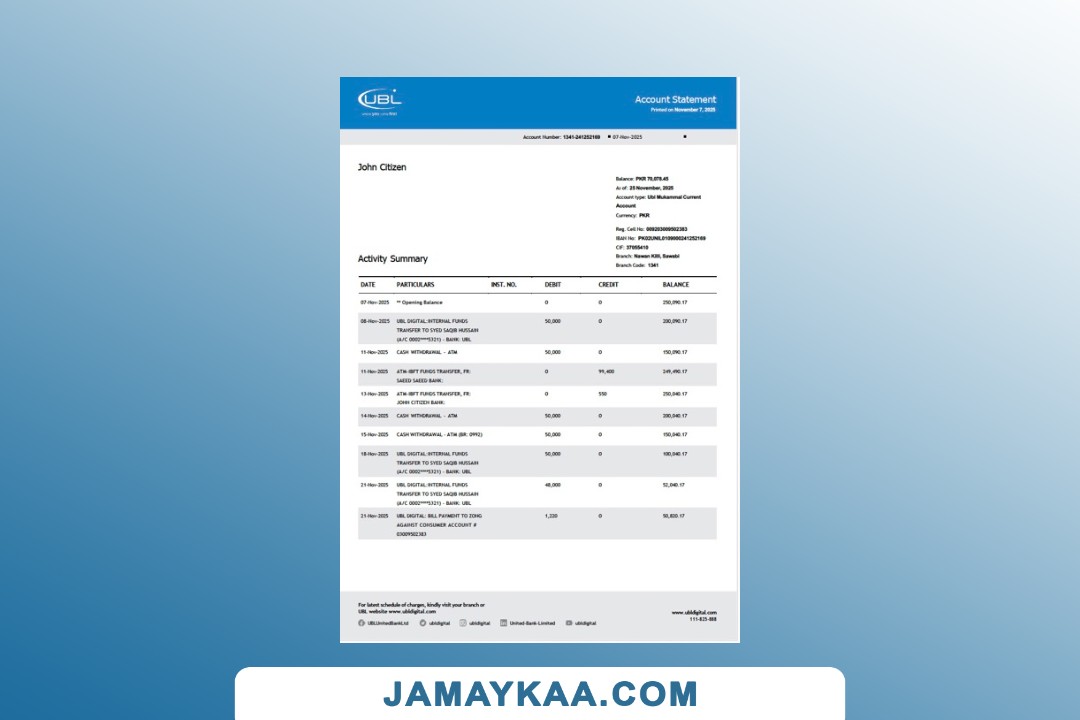 UBL
Account Statement
Printed on November 7, 2025
Account Number: 1341-241252169 ■ 07-Nov-2025 ■
John Citizen
Balance: PKR 79,079.45
As of: 25 November, 2025
Account type: Ubl Mukammal Current
Account
Currency: PKR
Reg. Cell No: 009203009502383
IBAN No: PK02UNIL0109000241252169
CIF: 37055410
Branch: Nawan Killi, Sawabi
Branch Code: 1341
Activity Summary
DATE PARTICULARS INST. NO. DEBIT CREDIT BALANCE
07-Nov-2025 ** Opening Balance 0 0 250,090.17
08-Nov-2025 UBL DIGITAL:INTERNAL FUNDS 50,000 0 200,090.17
TRANSFER TO SYED SAQIB HUSSAIN
(A/C 0002****5321) - BANK: UBL
11-Nov-2025 CASH WITHDRAWAL - ATM 50,000 0 150,090.17
11-Nov-2025 ATM-IBFT FUNDS TRANSFER, FR: 0 99,400 249,490.17
SAEED SAEED BANK:
13-Nov-2025 ATM-IBFT FUNDS TRANSFER, FR: 0 550 250,040.17
JOHN CITIZEN BANK:
14-Nov-2025 CASH WITHDRAWAL - ATM 50,000 0 200,040.17
15-Nov-2025 CASH WITHDRAWAL - ATM (BR: 0992) 50,000 0 150,040.17
18-Nov-2025 UBL DIGITAL:INTERNAL FUNDS 50,000 0 100,040.17
TRANSFER TO SYED SAQIB HUSSAIN
(A/C 0002****5321) - BANK: UBL
21-Nov-2025 UBL DIGITAL:INTERNAL FUNDS 48,000 0 52,040.17
TRANSFER TO SYED SAQIB HUSSAIN
(A/C 0002****5321) - BANK: UBL
21-Nov-2025 UBL DIGITAL: BILL PAYMENT TO ZONG 1,220 0 50,820.17
AGAINST CONSUMER ACCOUNT #
03009502383
For latest schedule of charges, kindly visit your branch or
UBL website www.ubldigital.com
www.ubldigital.com
111-825-888
UBLUnitedBankLtd ubldigital ubldigital United-Bank-Limited ubldigital
JAMAYKAA.COM